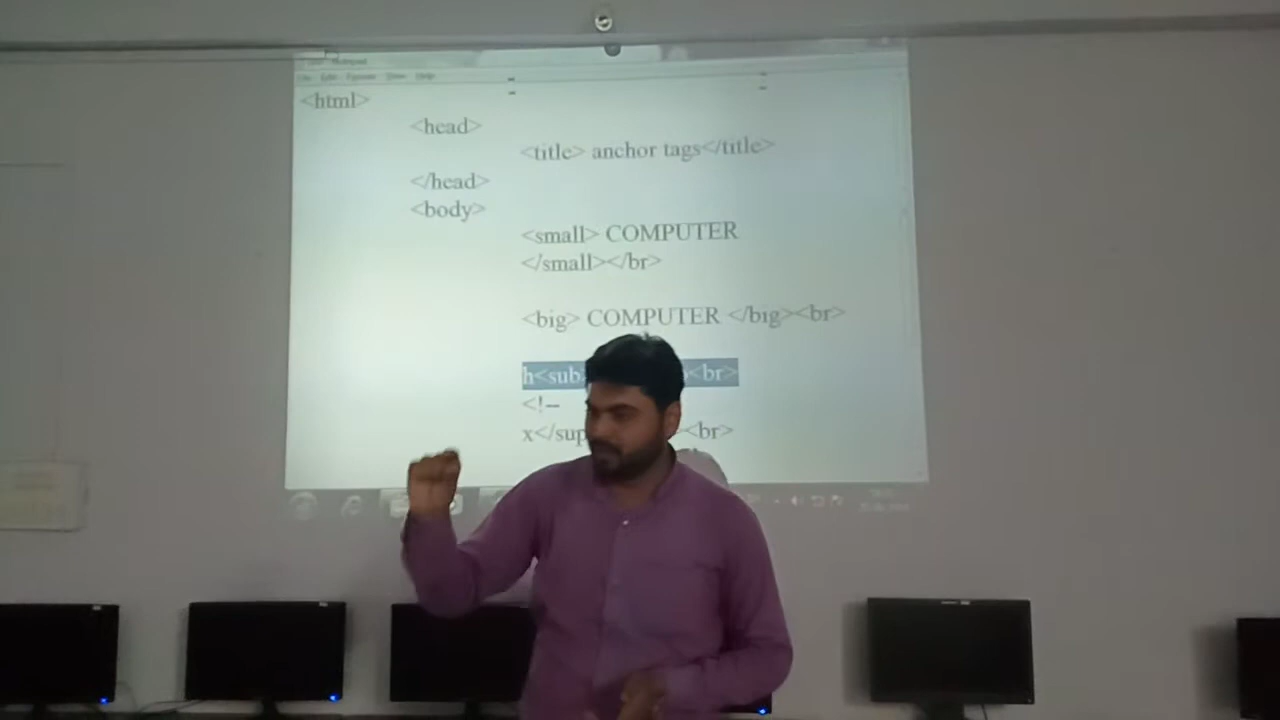 Help
<html>
<head>
<title> anchor tags</title>
</head>
<body>
<small> COMPUTER
</small></br>
<big> COMPUTER </big><br>
h<sub <br>
<!--
x</sup <br>